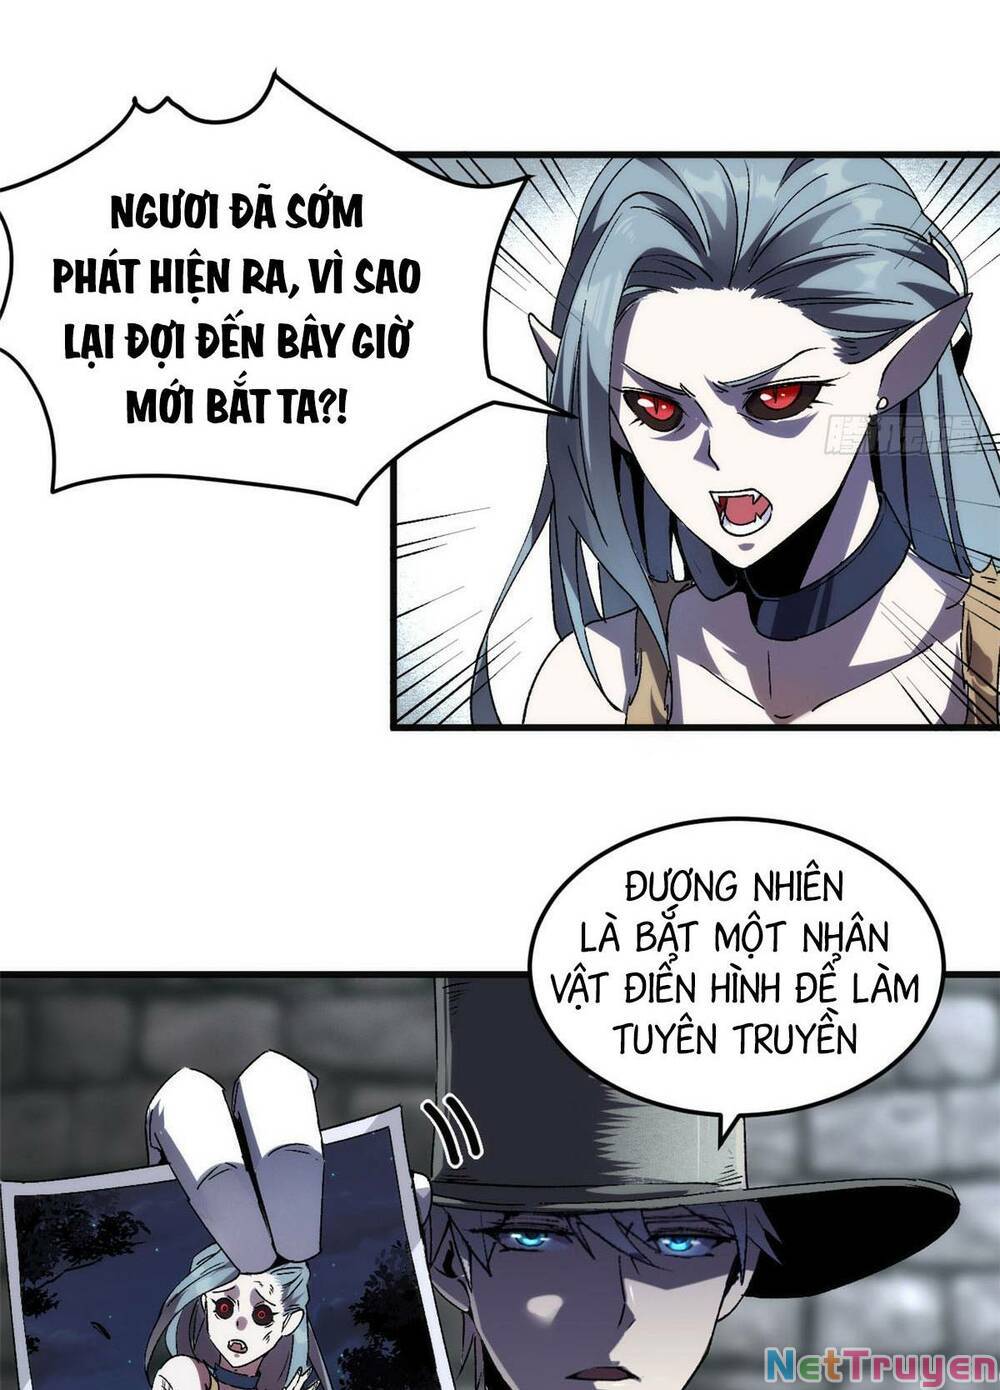 NGƯƠI ĐÃ SỚM
PHÁT HIỆN RA, VÌ SAO
LẠI ĐỢI ĐẾN BÂY GIỜ
MỚI BẮT TA?!
ĐƯƠNG NHIÊN
LÀ BẮT MỘT NHÂN
VẬT ĐIỂN HÌNH ĐỂ LÀM
TUYÊN TRUYỀN
NetTruyen